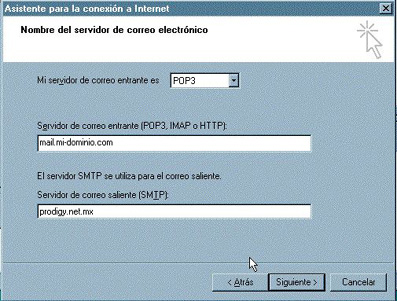 Asistente para la conexión a Internet
Nombre del servidor de correo electrónico
Mi servidor de correo entrante es POP3
Servidor de correo entrante (POP3, IMAP o HTTP):
mail.mi-dominio.com
El servidor SMTP se utiliza para el correo saliente.
Servidor de correo saliente (SMTP):
prodigy.net.mx
< Atrás Siguiente > Cancelar